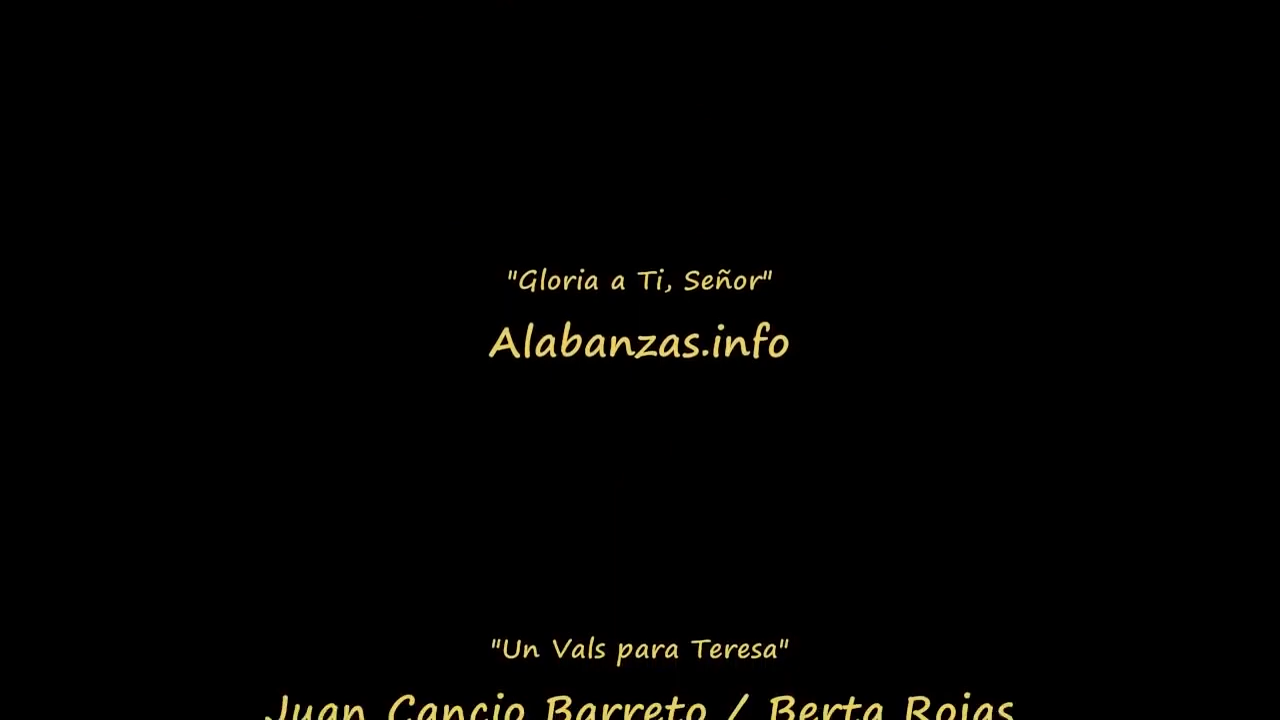 "Gloria a Ti, Señor"
Alabanzas.info
"Un Vals para Teresa"
Juan Cancio Barreto / Berta Rojas